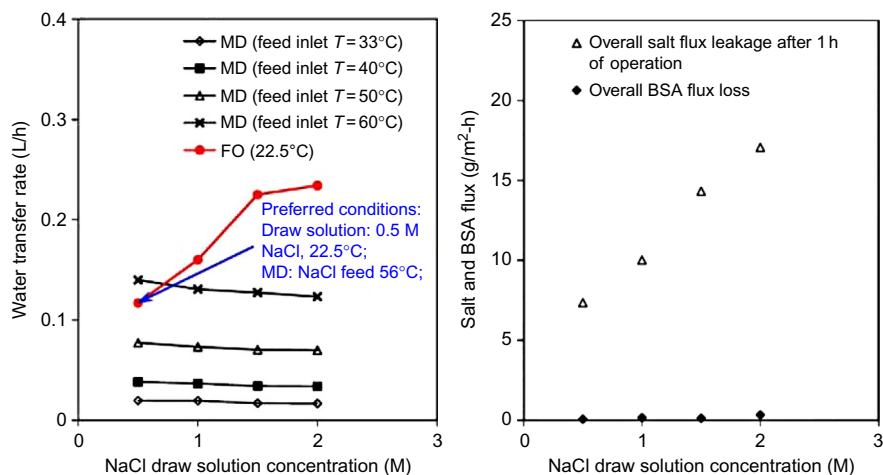 0.4
0.3
0.2
0.1
0
Water transfer rate (L/h)
MD (feed inlet T=33°C)
MD (feed inlet T=40°C)
MD (feed inlet T=50°C)
MD (feed inlet T=60°C)
FO (22.5°C)
Preferred conditions:
Draw solution: 0.5 M
NaCl, 22.5°C;
MD: NaCl feed 56°C;
0 1 2 3
NaCl draw solution concentration (M)
25
20
15
10
5
0
Salt and BSA flux (g/m²-h)
Overall salt flux leakage after 1 h
of operation
Overall BSA flux loss
0 1 2 3
NaCl draw solution concentration (M)